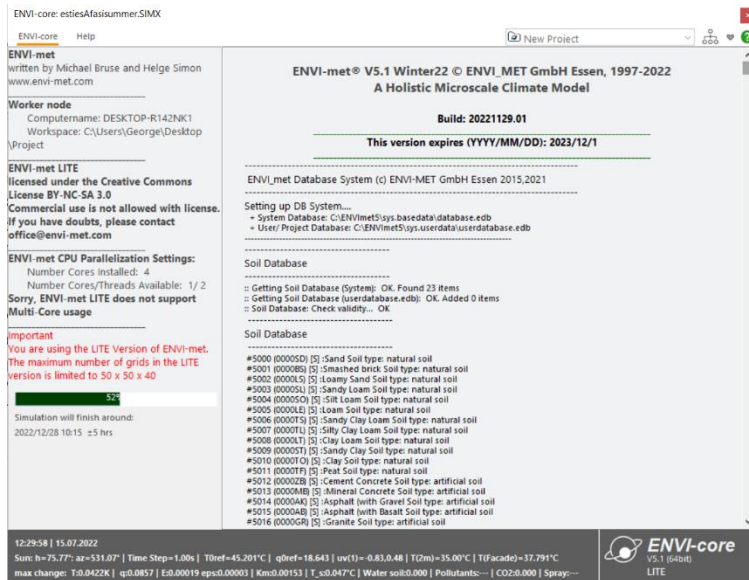 ENVI-core: estiesAfasisummer.SIMX
ENVI-core Help
New Project
ENVI-met
written by Michael Bruse and Helge Simon
www.envi-met.com
Worker node
Computername: DESKTOP-R142NK1
Workspace: C:\Users\George\Desktop
\Project
ENVI-met LITE
licensed under the Creative Commons
License BY-NC-SA 3.0
Commercial use is not allowed with license.
If you have doubts, please contact
office@envi-met.com
ENVI-met CPU Parallelization Settings:
Number Cores Installed: 4
Number Cores/Threads Available: 1/ 2
Sorry, ENVI-met LITE does not support
Multi-Core usage
Important
You are using the LITE Version of ENVI-met.
The maximum number of grids in the LITE
version is limited to 50 x 50 x 40
52%
Simulation will finish around:
2022/12/28 10:15 ±5 hrs
ENVI-met® V5.1 Winter22 © ENVI_MET GmbH Essen, 1997-2022
A Holistic Microscale Climate Model
Build: 20221129.01
This version expires (YYYY/MM/DD): 2023/12/1
ENVI_met Database System (c) ENVI-MET GmbH Essen 2015,2021
Setting up DB System....
+ System Database: C:\ENVImet5\sys.basedata\database.edb
+ User/ Project Database: C:\ENVImet5\sys.userdata\userdatabase.edb
Soil Database
:: Getting Soil Database (System): OK. Found 23 items
:: Getting Soil Database (userdatabase.edb): OK. Added 0 items
:: Soil Database: Check validity... OK
Soil Database
#5000 (0000SD) [S] :Sand Soil type: natural soil
#5001 (0000BS) [S] :Smashed brick Soil type: natural soil
#5002 (0000LS) [S] :Loamy Sand Soil type: natural soil
#5003 (0000SL) [S] :Sandy Loam Soil type: natural soil
#5004 (0000SO) [S] :Silt Loam Soil type: natural soil
#5005 (0000LE) [S] :Loam Soil type: natural soil
#5006 (0000TS) [S] :Sandy Clay Loam Soil type: natural soil
#5007 (0000TL) [S] :Silty Clay Loam Soil type: natural soil
#5008 (0000LT) [S] :Clay Loam Soil type: natural soil
#5009 (0000ST) [S] :Sandy Clay Soil type: natural soil
#5010 (0000TO) [S] :Clay Soil type: natural soil
#5011 (0000TF) [S] :Peat Soil type: natural soil
#5012 (0000ZB) [S] :Cement Concrete Soil type: artificial soil
#5013 (0000MB) [S] :Mineral Concrete Soil type: artificial soil
#5014 (0000AK) [S] :Asphalt (with Gravel Soil type: artificial soil
#5015 (0000AB) [S] :Asphalt (with Basalt Soil type: artificial soil
#5016 (0000GR) [S] :Granite Soil type: artificial soil
12:29:58 | 15.07.2022
Sun: h=75.77°: az=531.07° | Time Step=1.00s | T0ref=45.201°C | q0ref=18.643 | uv(1)=-0.83,0.48 | T(2m)=35.00°C | T(Facade)=37.791°C
max change: T:0.0422K | q:0.0857 | E:0.00019 eps:0.00003 | Km:0.00153 | T_s:0.047°C | Water soil:0.000 | Pollutants:--- | CO2:0.000 | Spray:---
ENVI-core
V5.1 (64bit)
LITE